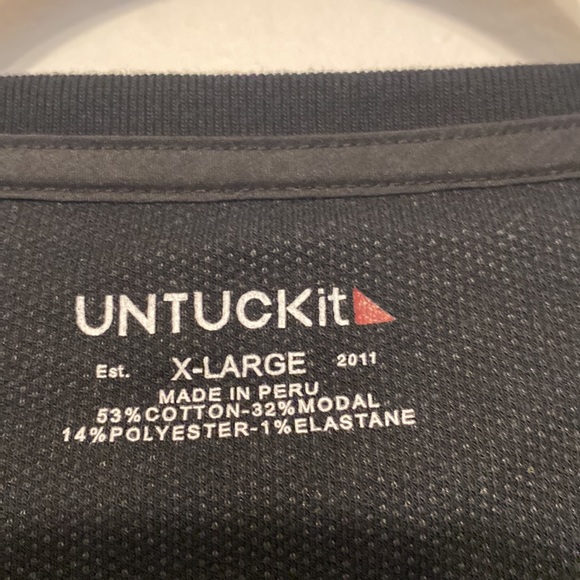 UNTUCKit
Est. X-LARGE 2011
MADE IN PERU
53%COTTON-32%MODAL
14%POLYESTER-1%ELASTANE